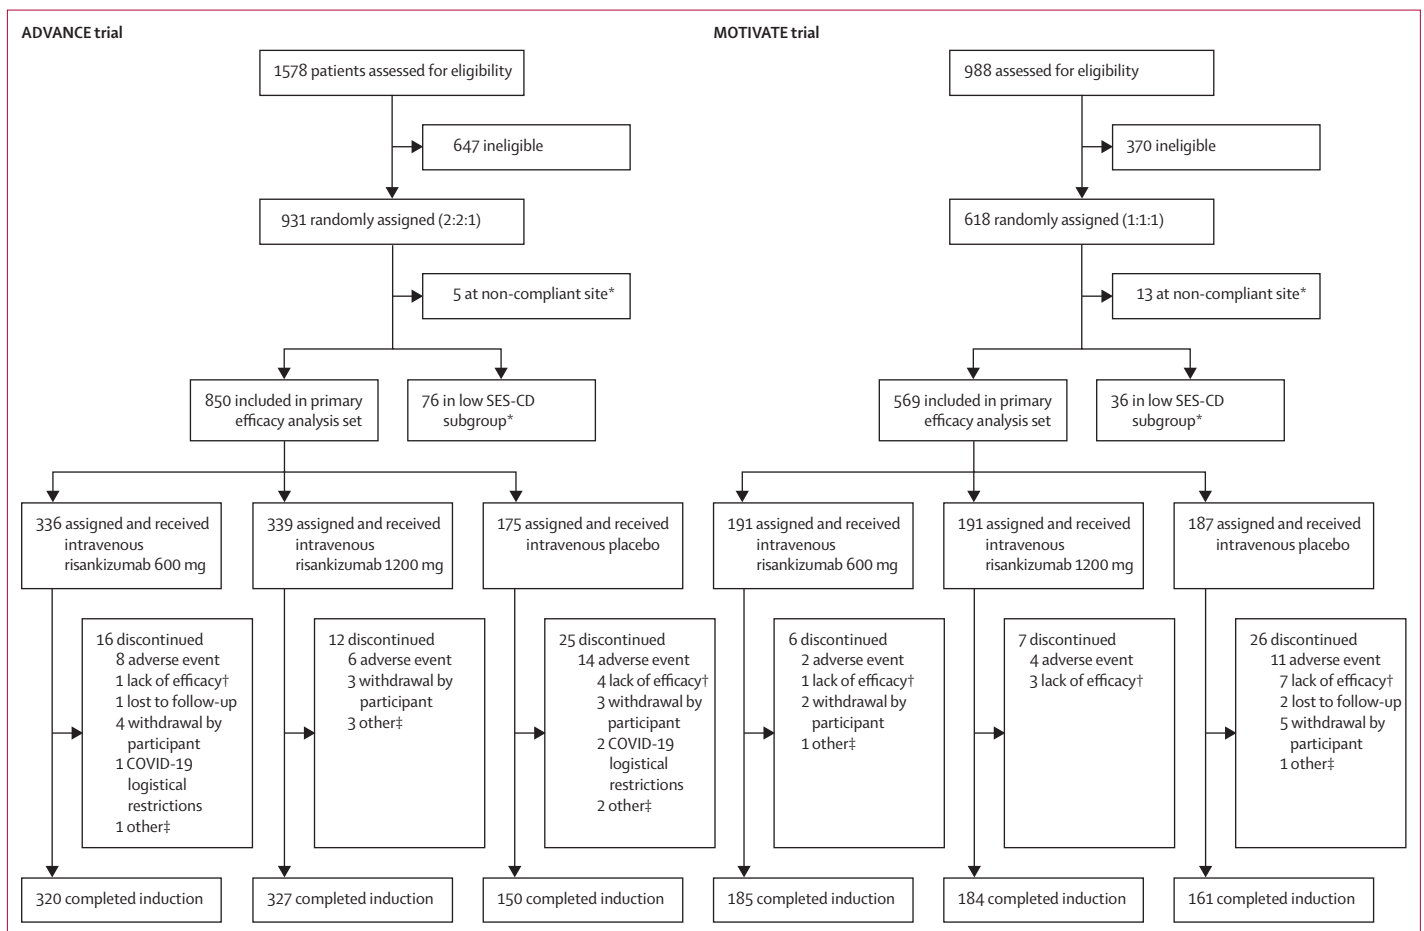 ADVANCE trial
1578 patients assessed for eligibility
647 ineligible
931 randomly assigned (2:2:1)
5 at non-compliant site*
850 included in primary
efficacy analysis set
76 in low SES-CD
subgroup*
336 assigned and received
intravenous
risankizumab 600 mg
339 assigned and received
intravenous
risankizumab 1200 mg
175 assigned and received
intravenous placebo
16 discontinued
8 adverse event
1 lack of efficacy†
1 lost to follow-up
4 withdrawal by
participant
1 COVID-19
logistical
restrictions
1 other‡
12 discontinued
6 adverse event
3 withdrawal by
participant
3 other‡
25 discontinued
14 adverse event
4 lack of efficacy†
3 withdrawal by
participant
2 COVID-19
logistical
restrictions
2 other‡
320 completed induction
327 completed induction
150 completed induction
MOTIVATE trial
988 assessed for eligibility
370 ineligible
618 randomly assigned (1:1:1)
13 at non-compliant site*
569 included in primary
efficacy analysis set
36 in low SES-CD
subgroup*
191 assigned and received
intravenous
risankizumab 600 mg
191 assigned and received
intravenous
risankizumab 1200 mg
187 assigned and received
intravenous placebo
6 discontinued
2 adverse event
1 lack of efficacy†
2 withdrawal by
participant
1 other‡
7 discontinued
4 adverse event
3 lack of efficacy†
26 discontinued
11 adverse event
7 lack of efficacy†
2 lost to follow-up
5 withdrawal by
participant
1 other‡
185 completed induction
184 completed induction
161 completed induction